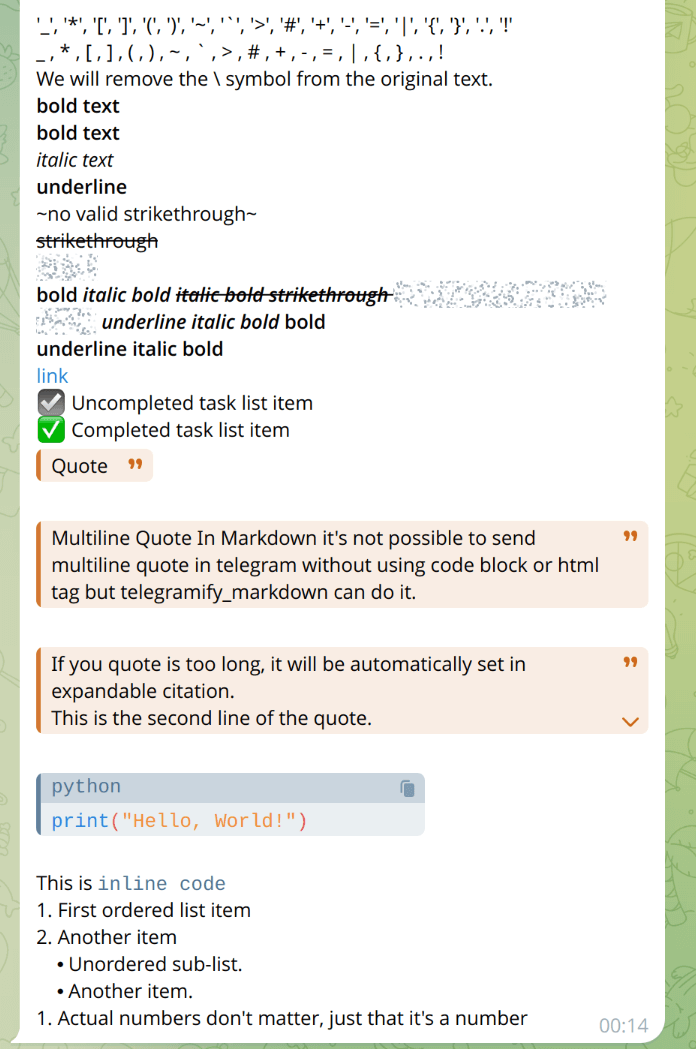 '_', '*', '[', ']', '(', ')', '~', '`', '>', '#', '+', '-', '=', '|', '{', '}', '.', '!'
_ , * , [ , ] , ( , ) , ~ , ` , > , # , + , - , = , | , { , } , . , !
We will remove the \ symbol from the original text.
bold text
bold text
italic text
underline
~no valid strikethrough~
strikethrough
bold italic bold italic bold strikethrough
underline italic bold bold
underline italic bold
link
Uncompleted task list item
Completed task list item
Quote
Multiline Quote In Markdown it's not possible to send
multiline quote in telegram without using code block or html
tag but telegramify_markdown can do it.
If you quote is too long, it will be automatically set in
expandable citation.
This is the second line of the quote.
python
print("Hello, World!")
This is inline code
1. First ordered list item
2. Another item
• Unordered sub-list.
• Another item.
1. Actual numbers don't matter, just that it's a number
00:14